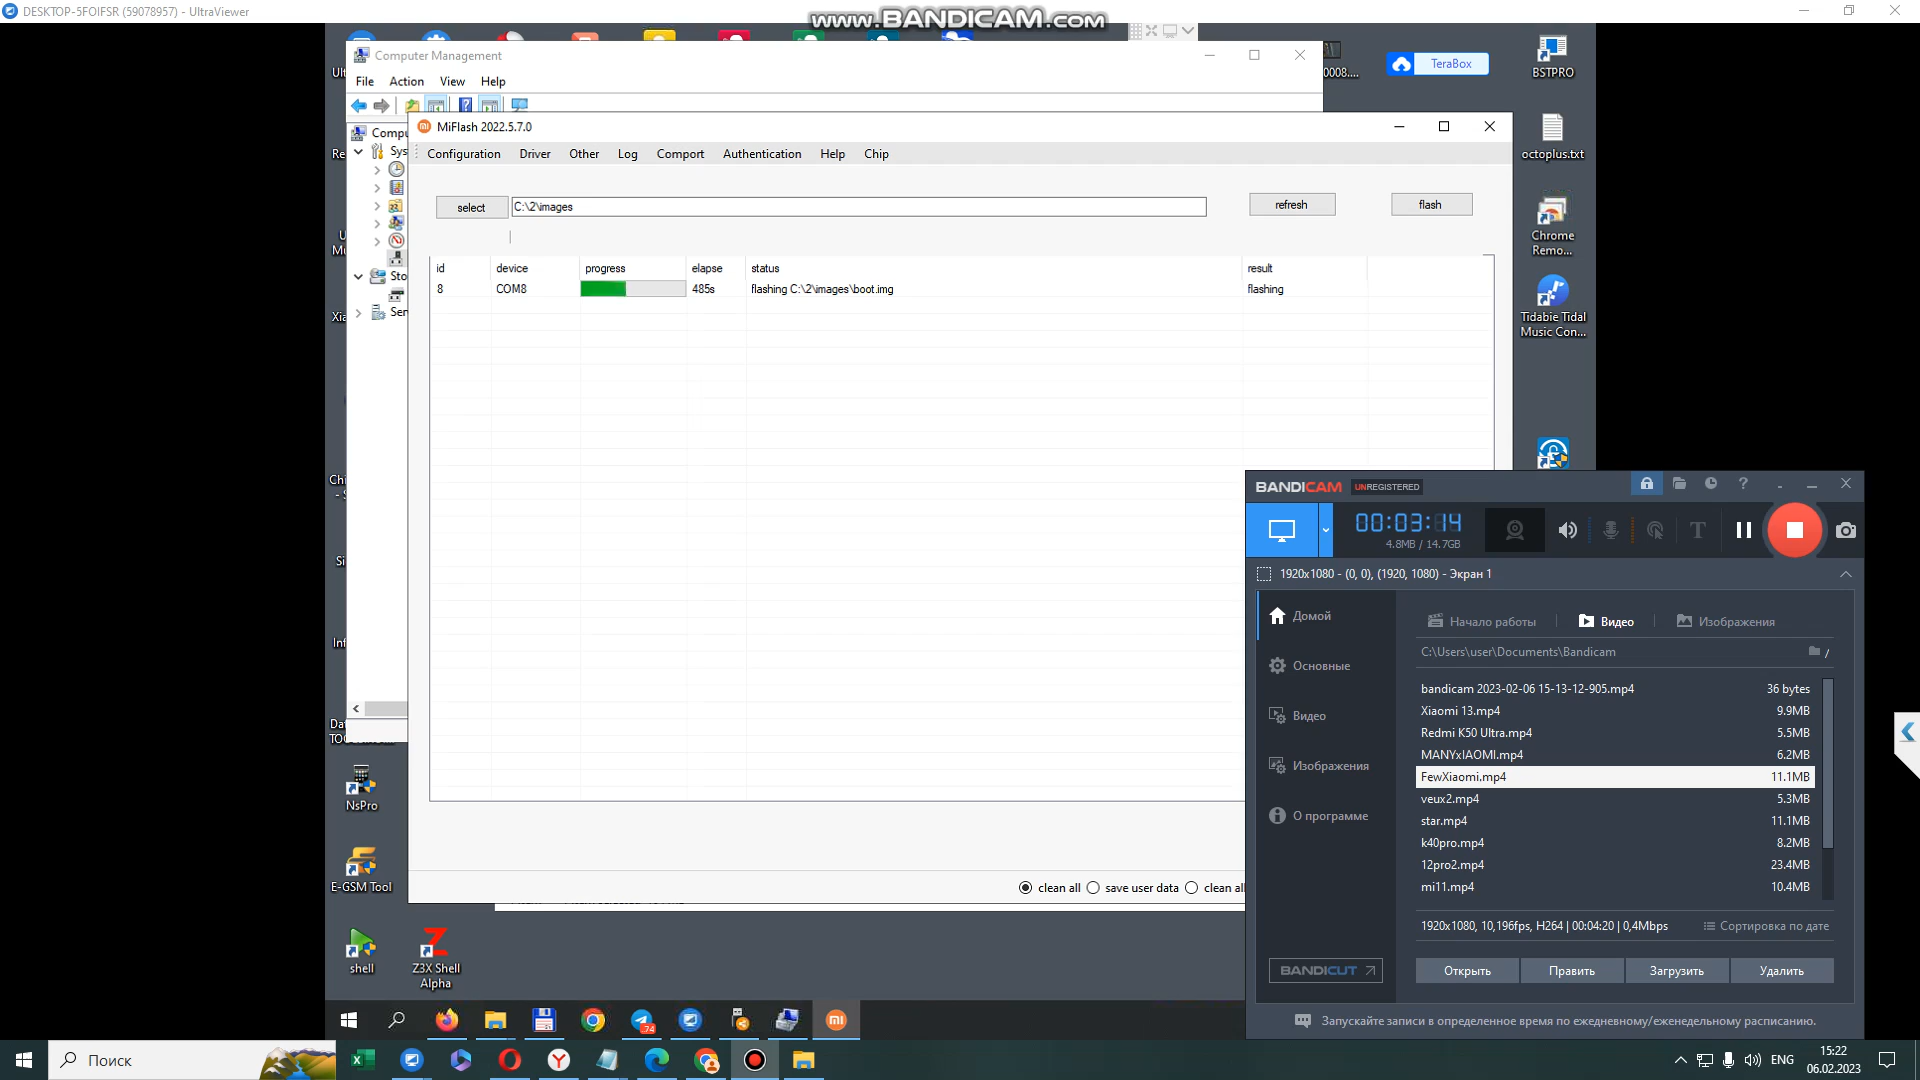 DESKTOP-5FOIFSR (59078957) - UltraViewer
www.BANDICAM.com
Computer Management
File Action View Help
0008....
TeraBox
BSTPRO
MiFlash 2022.5.7.0
Configuration Driver Other Log Comport Authentication Help Chip
octoplus.txt
select C:\2\images refresh flash
Chrome
Remo...
id device progress elapse status result
8 COM8 485s flashing C:\2\images\boot.img flashing
Tidabie Tidal
Music Con...
BANDICAM UNREGISTERED
00:03:14
4.8MB / 14.7GB
1920x1080 - (0, 0), (1920, 1080) - Экран 1
Домой
Основные
Видео
Изображения
О программе
Начало работы Видео Изображения
C:\Users\user\Documents\Bandicam
bandicam 2023-02-06 15-13-12-905.mp4 36 bytes
Xiaomi 13.mp4 9.9MB
Redmi K50 Ultra.mp4 5.5MB
MANYxIAOMI.mp4 6.2MB
FewXiaomi.mp4 11.1MB
veux2.mp4 5.3MB
star.mp4 11.1MB
k40pro.mp4 8.2MB
12pro2.mp4 23.4MB
mi11.mp4 10.4MB
1920x1080, 10,196fps, H264 | 00:04:20 | 0,4Mbps Сортировка по дате
BANDICUT Открыть Править Загрузить Удалить
Запускайте записи в определенное время по ежедневному/еженедельному расписанию.
clean all save user data clean all
NsPro
E-GSM Tool
shell
Z3X Shell
Alpha
74
Поиск
ENG
15:22
06.02.2023